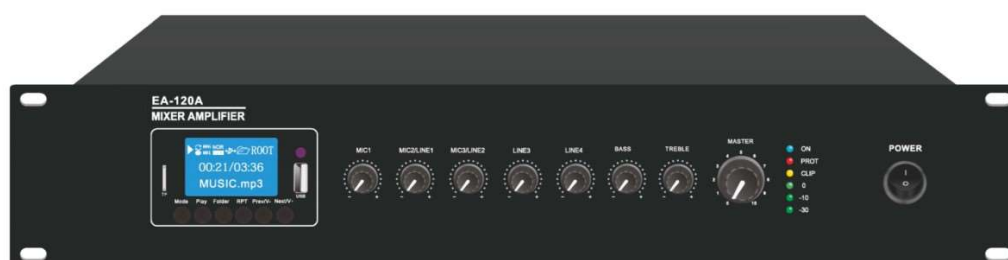 EA-120A
MIXER AMPLIFIER
ROOT
00:21/03:36
MUSIC.mp3
USB
Mode Play Folder RPT Prev/V- Next/V+
MIC1 MIC2/LINE1 MIC3/LINE2 LINE3 LINE4 BASS TREBLE MASTER
ON
PROT
CLIP
0
-10
-30
POWER